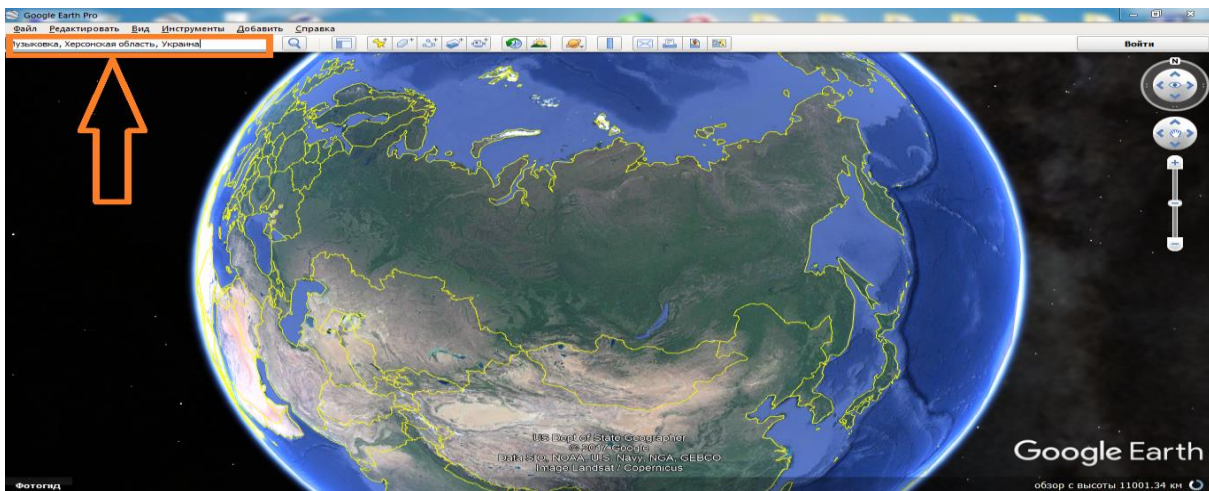 Google Earth Pro
Файл Редактировать Вид Инструменты Добавить Справка
узыковка, Херсонская область, Украина
Войти
N
US Dept of State Geographer
© 2017 Google
Data SIO, NOAA, U.S. Navy, NGA, GEBCO
Image Landsat / Copernicus
Google Earth
Фотогид
обзор с высоты 11001.34 км